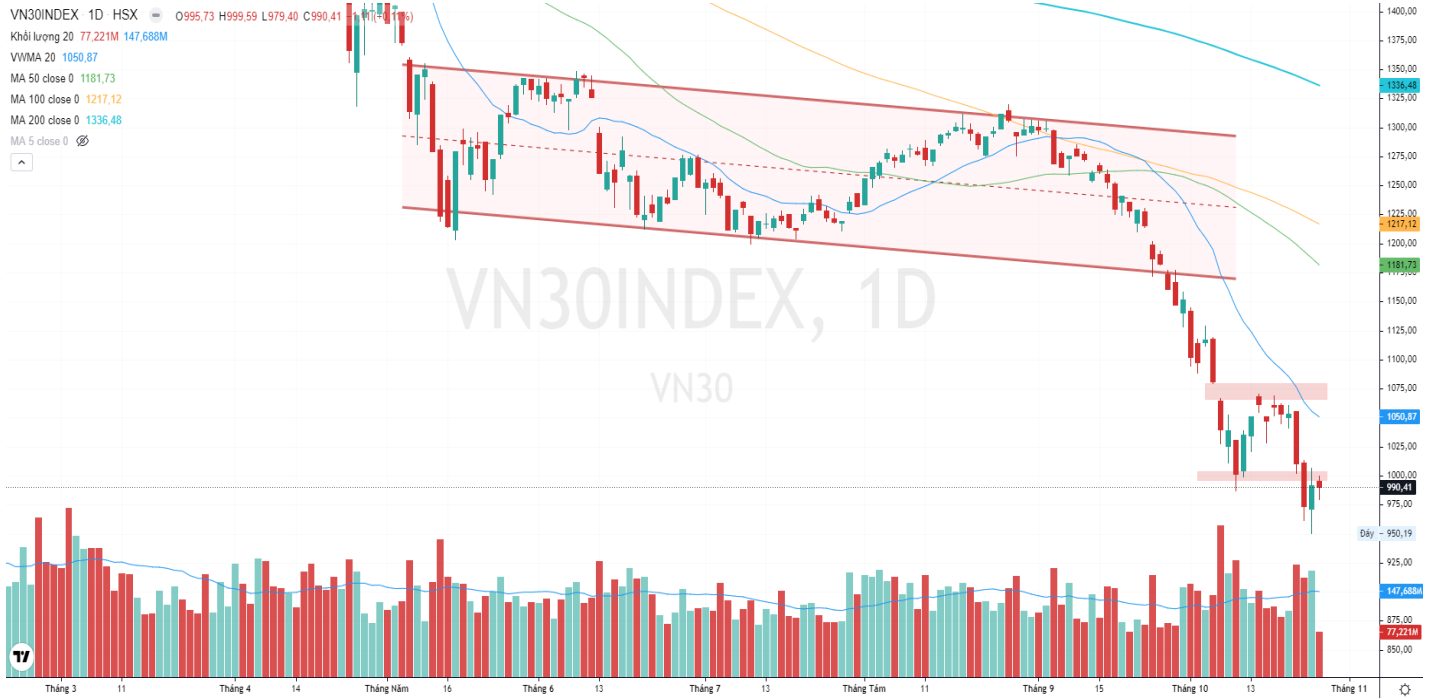 VN30INDEX 1D HSX O995,73 H999,59 L979,40 C990,41
Khối lượng 20 77,221M 147,688M
VWMA 20 1050,87
MA 50 close 0 1181,73
MA 100 close 0 1217,12
MA 200 close 0 1336,48
MA 5 close 0
VN30INDEX, 1D
VN30
1400,00
1375,00
1350,00
1336,48
1325,00
1300,00
1275,00
1250,00
1225,00
1217,12
1200,00
1181,73
1175,00
1150,00
1125,00
1100,00
1075,00
1050,87
1025,00
1000,00
990,41
975,00
Đáy 950,19
925,00
900,00
147,688M
875,00
77,221M
850,00
Tháng 3 11 Tháng 4 14 Tháng Năm 16 Tháng 6 13 Tháng 7 13 Tháng Tám 11 Tháng 9 15 Tháng 10 13 Tháng 11